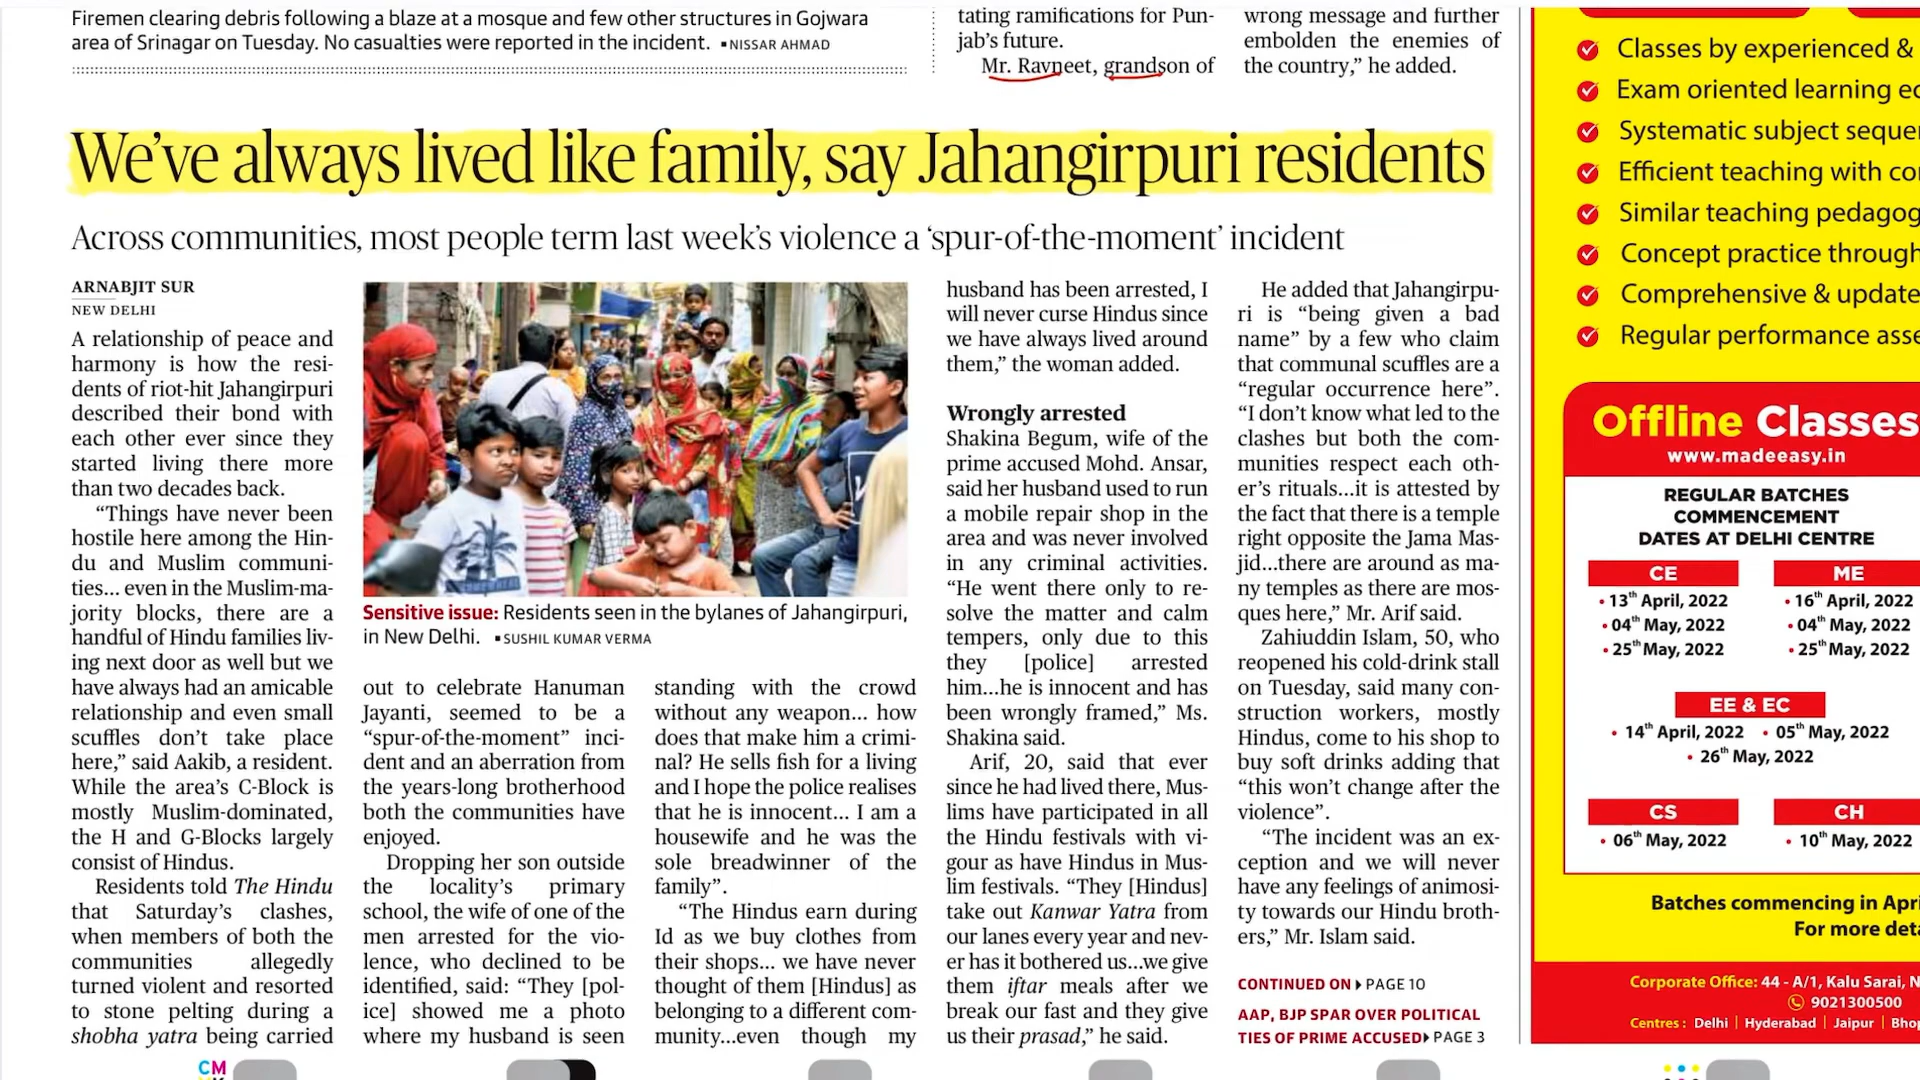 Firemen clearing debris following a blaze at a mosque and few other structures in Gojwara
area of Srinagar on Tuesday. No casualties were reported in the incident. ▪NISSAR AHMAD
tating ramifications for Pun-
jab's future.
Mr. Ravneet, grandson of
wrong message and further
embolden the enemies of
the country,” he added.
We've always lived like family, say Jahangirpuri residents
Across communities, most people term last week's violence a ‘spur-of-the-moment’ incident
ARNABJIT SUR
NEW DELHI
A relationship of peace and
harmony is how the resi-
dents of riot-hit Jahangirpuri
described their bond with
each other ever since they
started living there more
than two decades back.
“Things have never been
hostile here among the Hin-
du and Muslim communi-
ties... even in the Muslim-ma-
jority blocks, there are a
handful of Hindu families liv-
ing next door as well but we
have always had an amicable
relationship and even small
scuffles don't take place
here,” said Aakib, a resident.
While the area's C-Block is
mostly Muslim-dominated,
the H and G-Blocks largely
consist of Hindus.
Residents told The Hindu
that Saturday's clashes,
when members of both the
communities allegedly
turned violent and resorted
to stone pelting during a
shobha yatra being carried
Sensitive issue: Residents seen in the bylanes of Jahangirpuri,
in New Delhi. ▪SUSHIL KUMAR VERMA
out to celebrate Hanuman
Jayanti, seemed to be a
“spur-of-the-moment” inci-
dent and an aberration from
the years-long brotherhood
both the communities have
enjoyed.
Dropping her son outside
the locality's primary
school, the wife of one of the
men arrested for the vio-
lence, who declined to be
identified, said: “They [pol-
ice] showed me a photo
where my husband is seen
standing with the crowd
without any weapon... how
does that make him a crimi-
nal? He sells fish for a living
and I hope the police realises
that he is innocent... I am a
housewife and he was the
sole breadwinner of the
family”.
“The Hindus earn during
Id as we buy clothes from
their shops... we have never
thought of them [Hindus] as
belonging to a different com-
munity...even though my
husband has been arrested, I
will never curse Hindus since
we have always lived around
them,” the woman added.
Wrongly arrested
Shakina Begum, wife of the
prime accused Mohd. Ansar,
said her husband used to run
a mobile repair shop in the
area and was never involved
in any criminal activities.
“He went there only to re-
solve the matter and calm
tempers, only due to this
they [police] arrested
him...he is innocent and has
been wrongly framed,” Ms.
Shakina said.
Arif, 20, said that ever
since he had lived there, Mus-
lims have participated in all
the Hindu festivals with vi-
gour as have Hindus in Mus-
lim festivals. “They [Hindus]
take out Kanwar Yatra from
our lanes every year and nev-
er has it bothered us...we give
them iftar meals after we
break our fast and they give
us their prasad,” he said.
He added that Jahangirpu-
ri is “being given a bad
name” by a few who claim
that communal scuffles are a
“regular occurrence here”.
“I don't know what led to the
clashes but both the com-
munities respect each oth-
er's rituals...it is attested by
the fact that there is a temple
right opposite the Jama Mas-
jid...there are around as ma-
ny temples as there are mos-
ques here,” Mr. Arif said.
Zahiuddin Islam, 50, who
reopened his cold-drink stall
on Tuesday, said many con-
struction workers, mostly
Hindus, come to his shop to
buy soft drinks adding that
“this won't change after the
violence”.
“The incident was an ex-
ception and we will never
have any feelings of animosi-
ty towards our Hindu broth-
ers,” Mr. Islam said.
CONTINUED ON ▸ PAGE 10
AAP, BJP SPAR OVER POLITICAL
TIES OF PRIME ACCUSED▸ PAGE 3
Classes by experienced &
Exam oriented learning
Systematic subject
Efficient teaching with
Similar teaching
Concept practice through
Comprehensive &
Regular performance
Offline Classes
www.madeeasy.in
REGULAR BATCHES
COMMENCEMENT
DATES AT DELHI CENTRE
CE
• 13th April, 2022
• 04th May, 2022
• 25th May, 2022
ME
• 16th April, 2022
• 04th May, 2022
• 25th May, 2022
EE & EC
• 14th April, 2022 • 05th May, 2022
• 26th May, 2022
CS
• 06th May, 2022
CH
• 10th May, 2022
Batches commencing in
For more
Corporate Office: 44 - A/1, Kalu Sarai,
9021300500
Centres : Delhi | Hyderabad | Jaipur |
CM